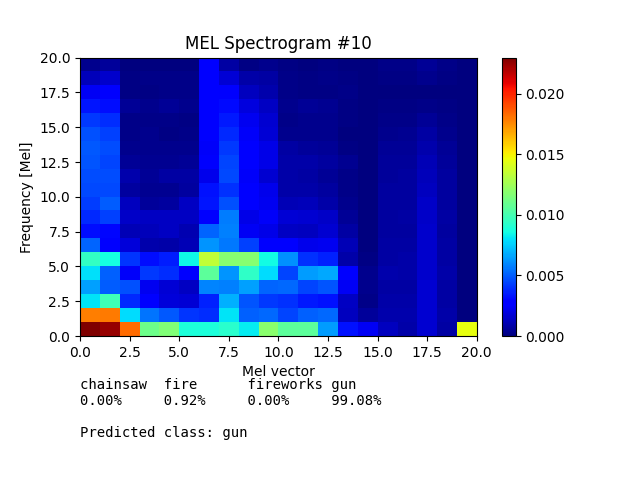 MEL Spectrogram #10
20.0
17.5
15.0
12.5
10.0
7.5
5.0
2.5
0.0
Frequency [Mel]
0.0 2.5 5.0 7.5 10.0 12.5 15.0 17.5 20.0
Mel vector
0.020
0.015
0.010
0.005
0.000
chainsaw fire fireworks gun
0.00% 0.92% 0.00% 99.08%
Predicted class: gun